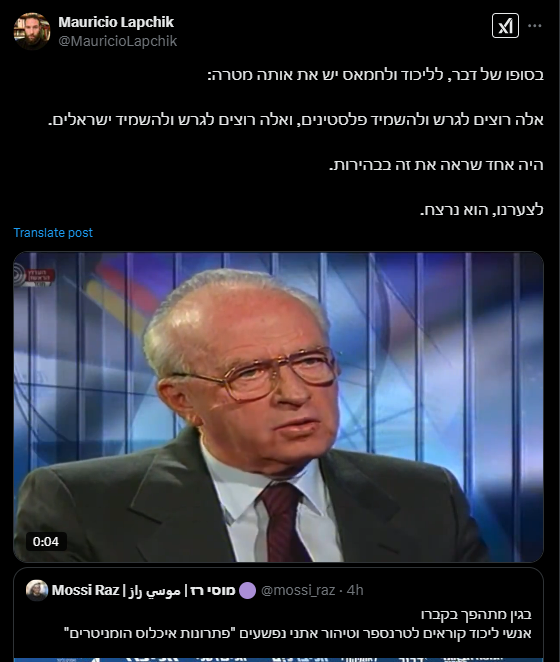 Mauricio Lapchik
@MauricioLapchik
בסופו של דבר, לליכוד ולחמאס יש את אותה מטרה:
אלה רוצים לגרש ולהשמיד פלסטינים, ואלה רוצים לגרש ולהשמיד ישראלים.
היה אחד שראה את זה בבהירות.
לצערנו, הוא נרצח.
Translate post
0:04
Mossi Raz | موسي راز | מוסי רז @mossi_raz · 4h
בגין מתהפך בקברו
אנשי ליכוד קוראים לטרנספר וטיהור אתני נפשעים "פתרונות איכלוס הומניטרים"